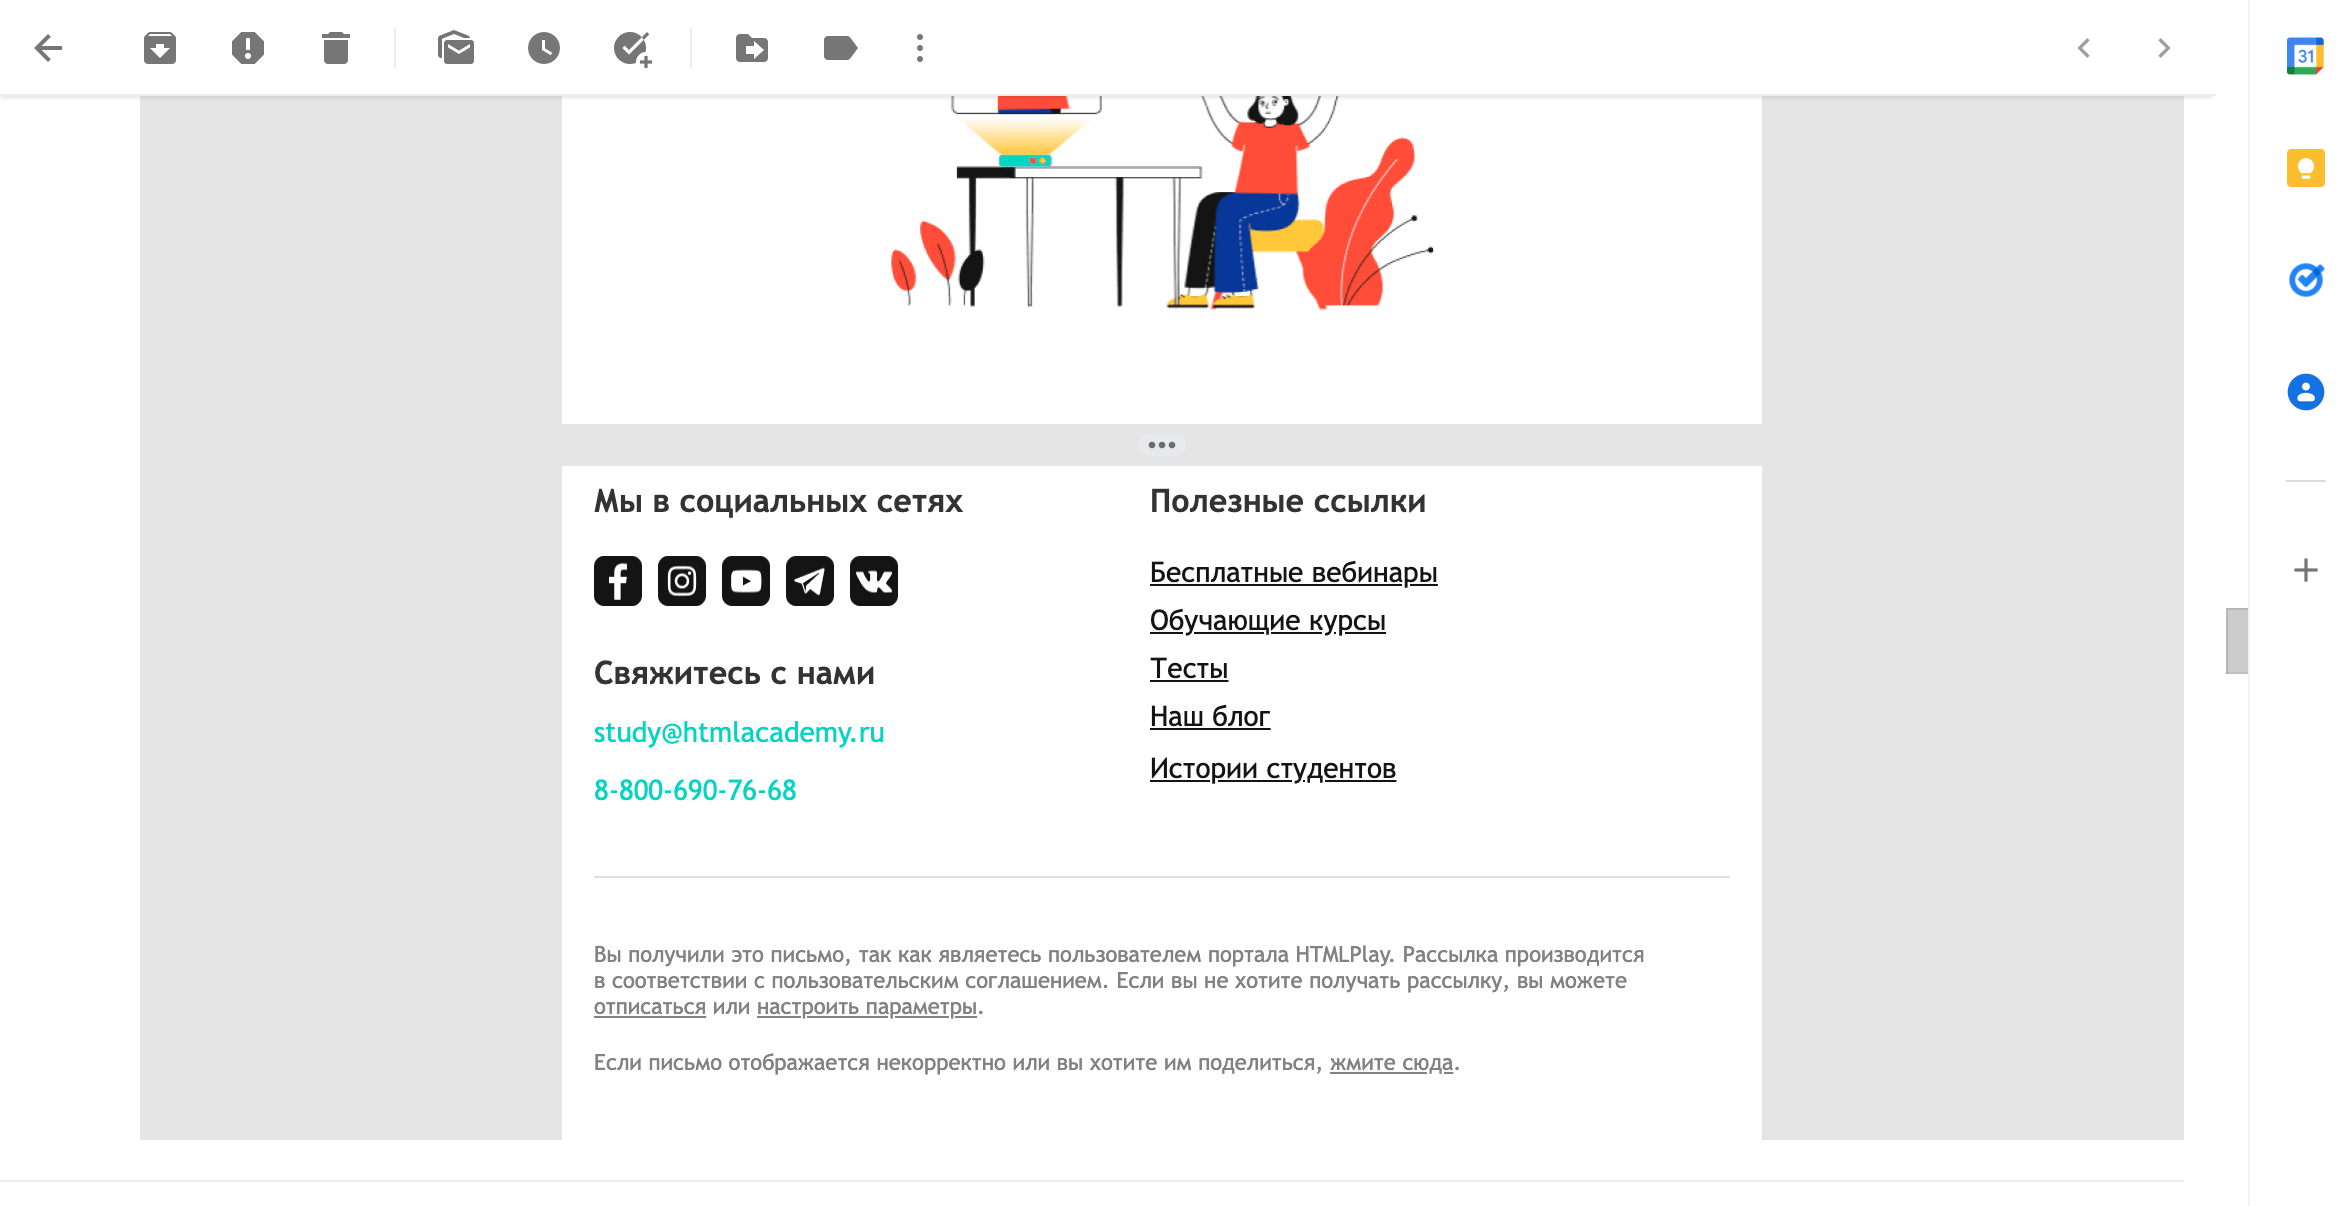 31
Мы в социальных сетях
Свяжитесь с нами
study@htmlacademy.ru
8-800-690-76-68
Полезные ссылки
Бесплатные вебинары
Обучающие курсы
Тесты
Наш блог
Истории студентов
Вы получили это письмо, так как являетесь пользователем портала HTMLPlay. Рассылка производится
в соответствии с пользовательским соглашением. Если вы не хотите получать рассылку, вы можете
отписаться или настроить параметры.
Если письмо отображается некорректно или вы хотите им поделиться, жмите сюда.